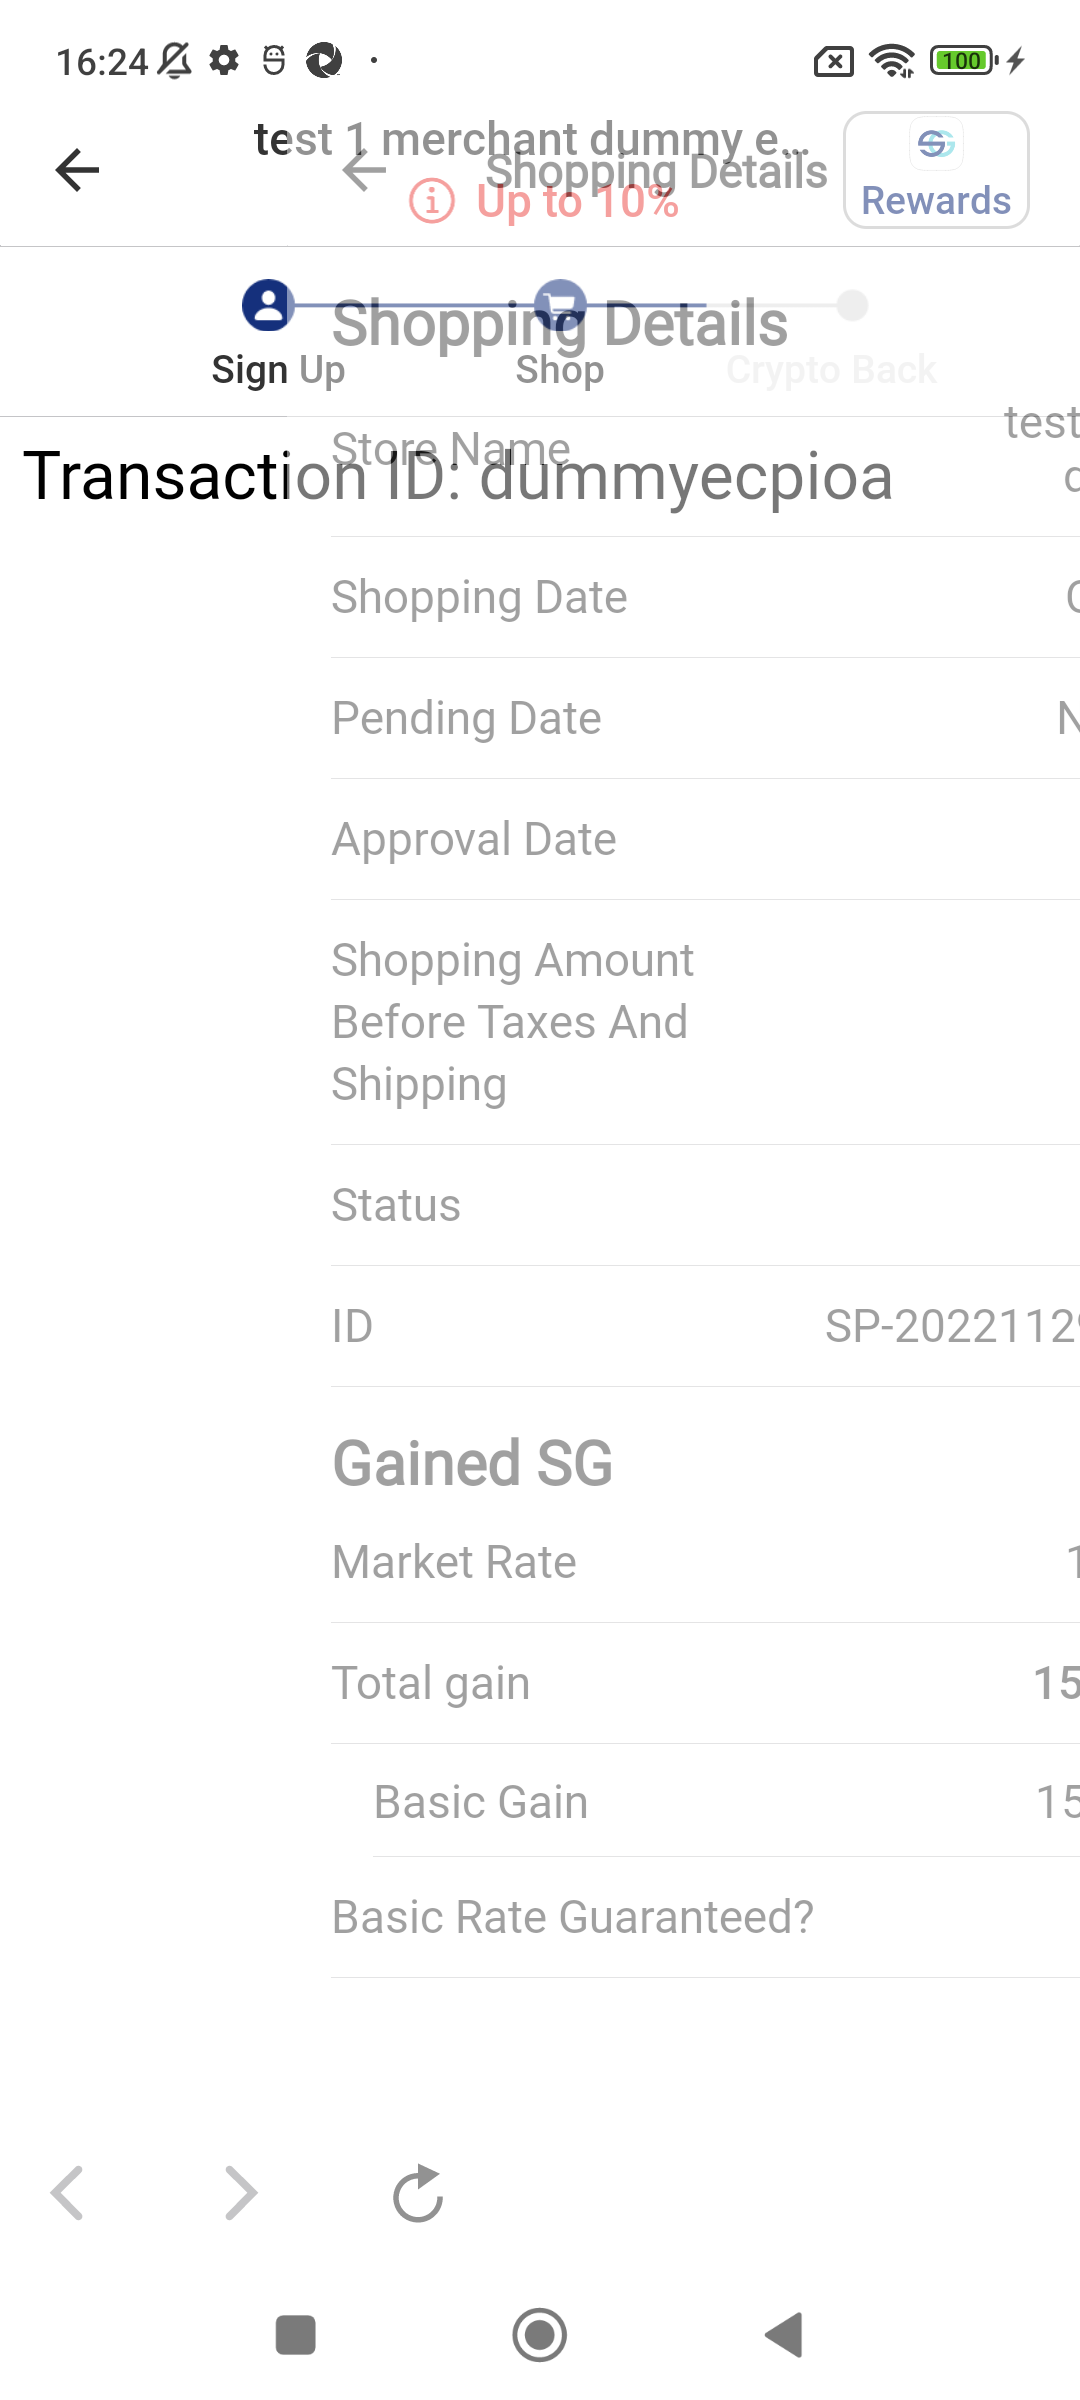 16:24
100
test 1 merchant dummy e...
Shopping Details
Up to 10%
Rewards
Sign Up
Shop
Crypto Back
Shopping Details
Store Name
test
Transaction ID: dummyecpioa
Shopping Date
Pending Date
Approval Date
Shopping Amount
Before Taxes And
Shipping
Status
ID
SP-2022112
Gained SG
Market Rate
1
Total gain
15
Basic Gain
15
Basic Rate Guaranteed?